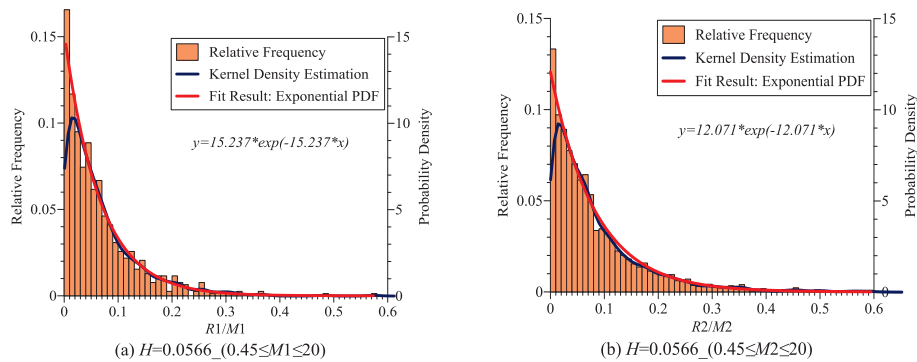 0.15
0.1
0.05
0
15
10
5
0
Relative Frequency
Probability Density
Relative Frequency
Kernel Density Estimation
Fit Result: Exponential PDF
y=15.237*exp(-15.237*x)
0 0.1 0.2 0.3 0.4 0.5 0.6
R1/M1
(a) H=0.0566_(0.45≤M1≤20)
0.15
0.1
0.05
0
15
10
5
0
Relative Frequency
Probability Density
Relative Frequency
Kernel Density Estimation
Fit Result: Exponential PDF
y=12.071*exp(-12.071*x)
0 0.1 0.2 0.3 0.4 0.5 0.6
R2/M2
(b) H=0.0566_(0.45≤M2≤20)